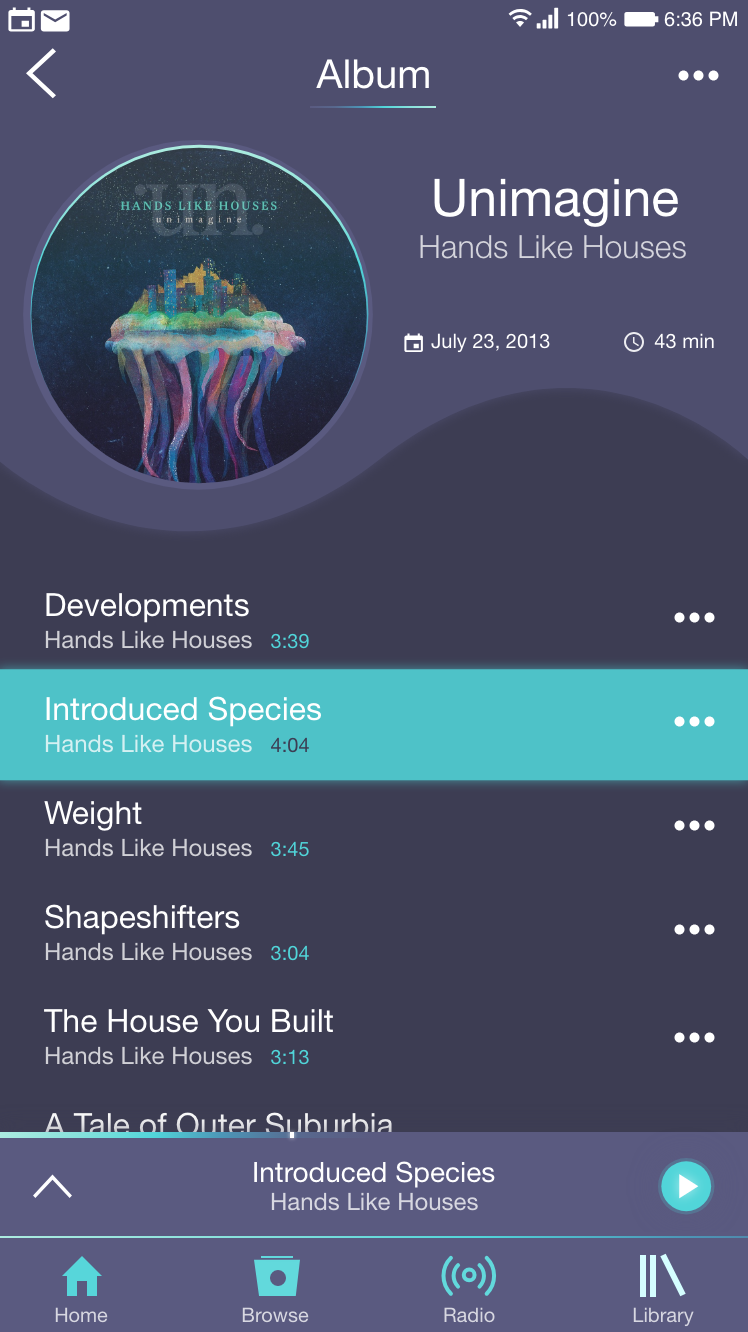 100% 6:36 PM
Album
HANDS LIKE HOUSES
un.
unimagine
Unimagine
Hands Like Houses
July 23, 2013 43 min
Developments
Hands Like Houses 3:39
Introduced Species
Hands Like Houses 4:04
Weight
Hands Like Houses 3:45
Shapeshifters
Hands Like Houses 3:04
The House You Built
Hands Like Houses 3:13
A Tale of Outer Suburbia
Introduced Species
Hands Like Houses
Home Browse Radio Library